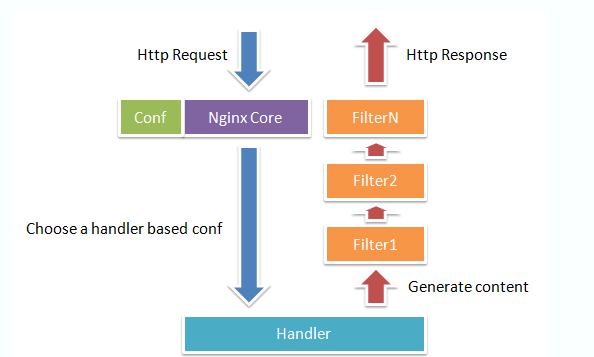 Http Request
Http Response
Conf
Nginx Core
FilterN
Filter2
Choose a handler based conf
Filter1
Generate content
Handler